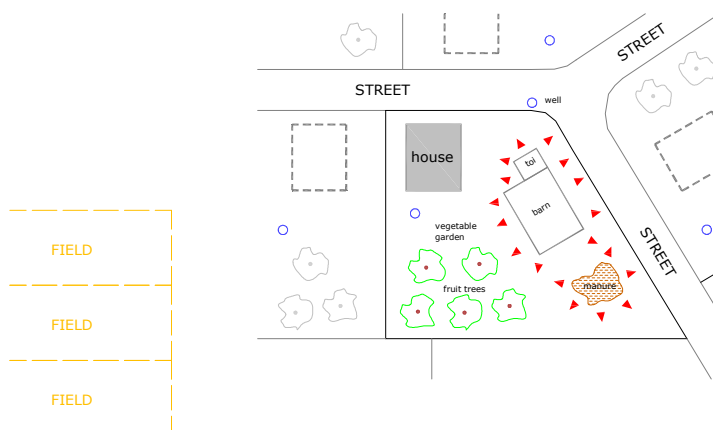 STREET
STREET
well
house
toi
barn
vegetable
garden
STREET
FIELD
manure
fruit trees
FIELD
FIELD